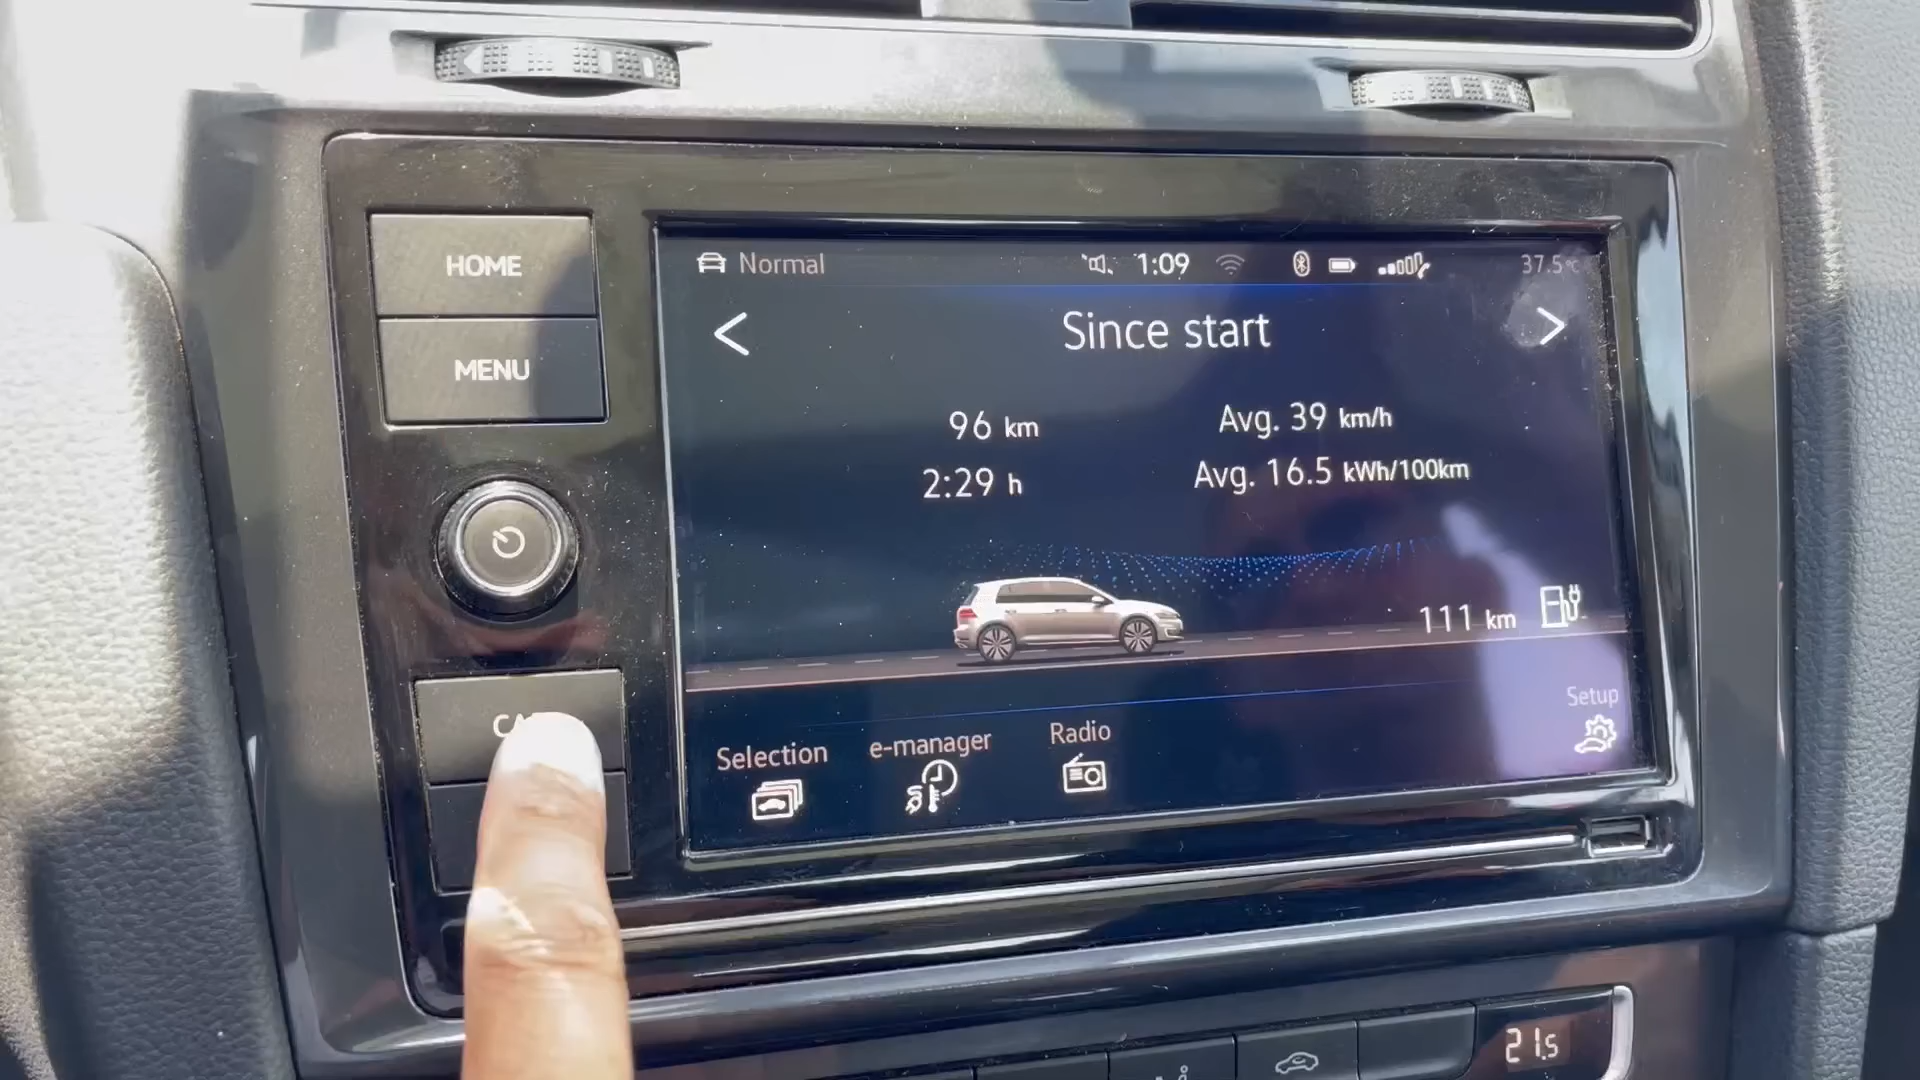 HOME
MENU
Normal
1:09
37.5°C
Since start
96 km
Avg. 39 km/h
2:29 h
Avg. 16.5 kWh/100km
111 km
Selection
e-manager
Radio
Setup
21.5